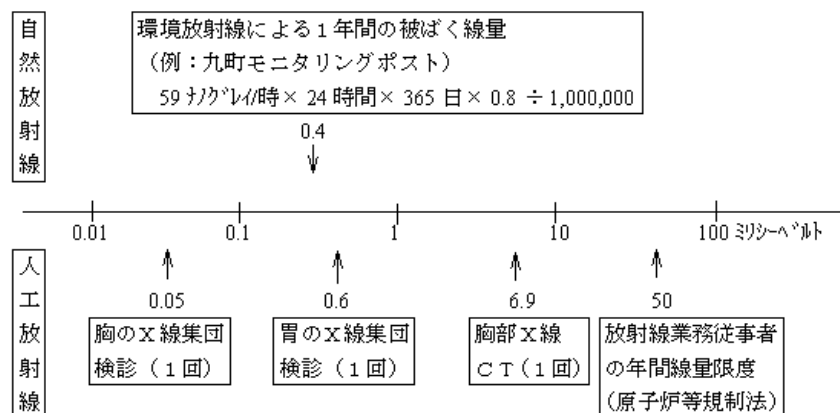 自然放射線
環境放射線による1年間の被ばく線量
(例:九町モニタリングポスト)
59 ﾅﾉｸﾞﾚｲ/時× 24 時間× 365 日× 0.8 ÷ 1,000,000
0.4
0.01 0.1 1 10 100 ﾐﾘｼｰﾍﾞﾙﾄ
人工放射線
0.05 0.6 6.9 50
胸のX線集団
検診(1回)
胃のX線集団
検診(1回)
胸部X線
CT(1回)
放射線業務従事者
の年間線量限度
(原子炉等規制法)